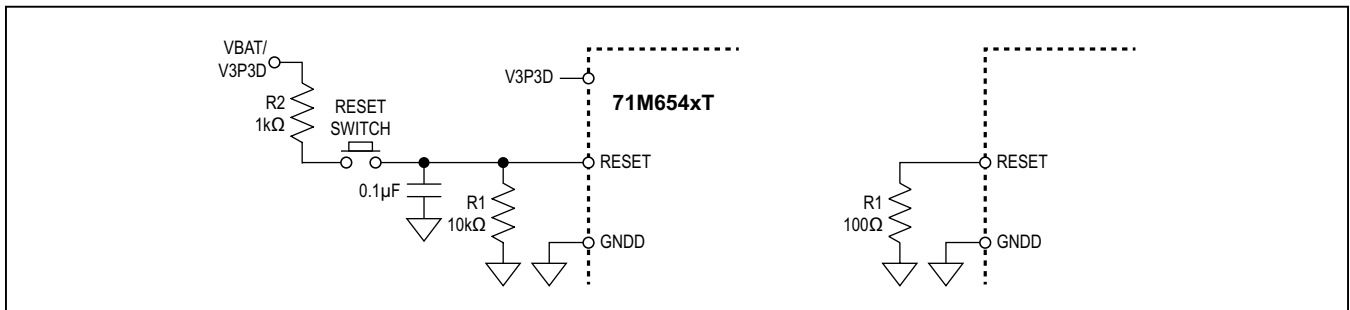 VBAT/
V3P3D
R2
1kΩ
RESET
SWITCH
0.1µF
R1
10kΩ
V3P3D
71M654xT
RESET
GNDD
R1
100Ω
RESET
GNDD